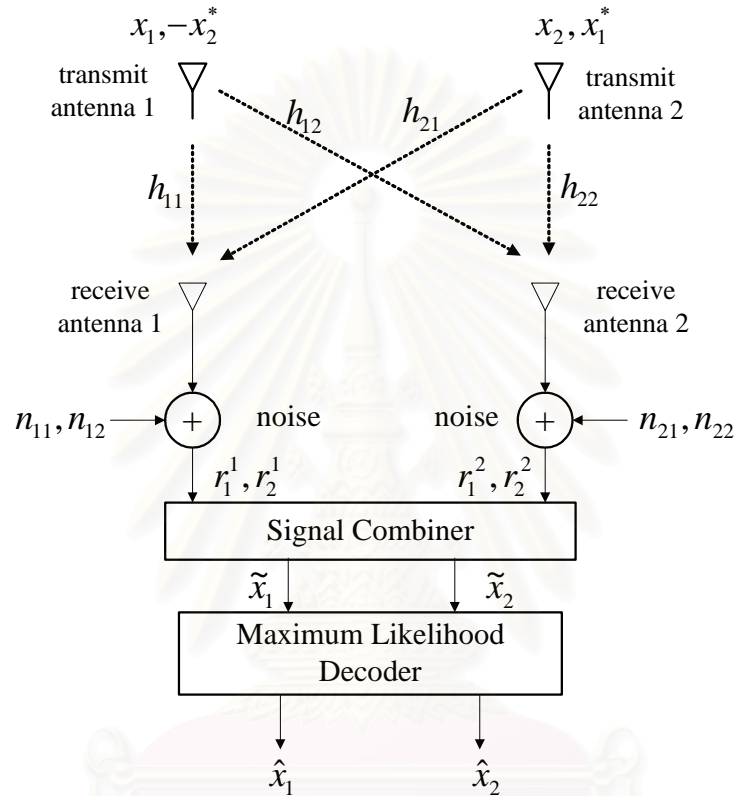 x₁, −x₂* x₂, x₁*
transmit antenna 1
transmit antenna 2
h₁₂ h₂₁
h₁₁ h₂₂
receive antenna 1
receive antenna 2
n₁₁, n₁₂ + noise noise + n₂₁, n₂₂
r₁¹, r₂¹ r₁², r₂²
Signal Combiner
x̃₁ x̃₂
Maximum Likelihood
Decoder
x̂₁ x̂₂